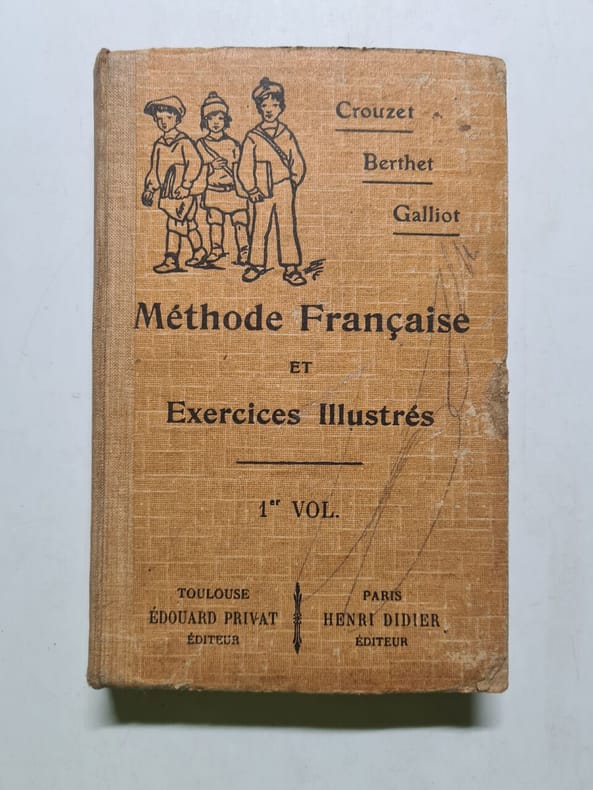 Crouzet
Berthet
Galliot
Méthode Française
ET
Exercices Illustrés
1er VOL.
TOULOUSE
ÉDOUARD PRIVAT
ÉDITEUR
PARIS
HENRI DIDIER
ÉDITEUR